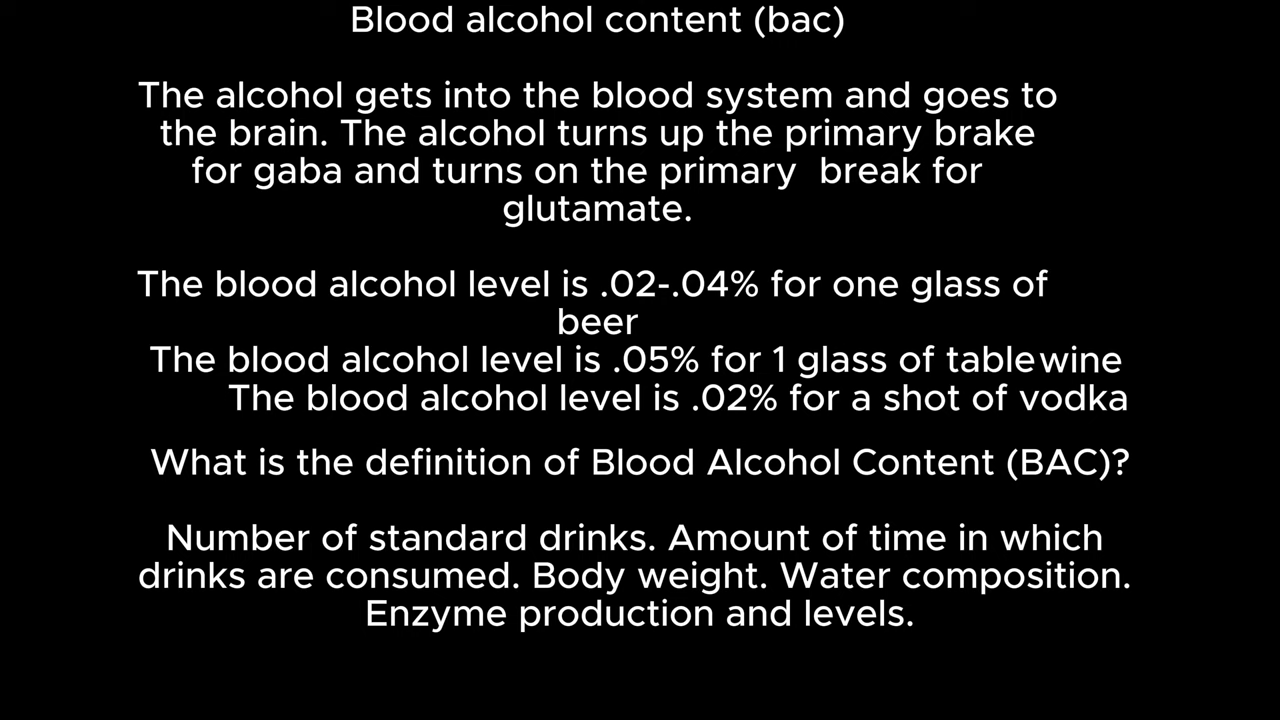 Blood alcohol content (bac)
The alcohol gets into the blood system and goes to
the brain. The alcohol turns up the primary brake
for gaba and turns on the primary  break for
glutamate.
The blood alcohol level is .02-.04% for one glass of
beer
The blood alcohol level is .05% for 1 glass of table wine
The blood alcohol level is .02% for a shot of vodka
What is the definition of Blood Alcohol Content (BAC)?
Number of standard drinks. Amount of time in which
drinks are consumed. Body weight. Water composition.
Enzyme production and levels.